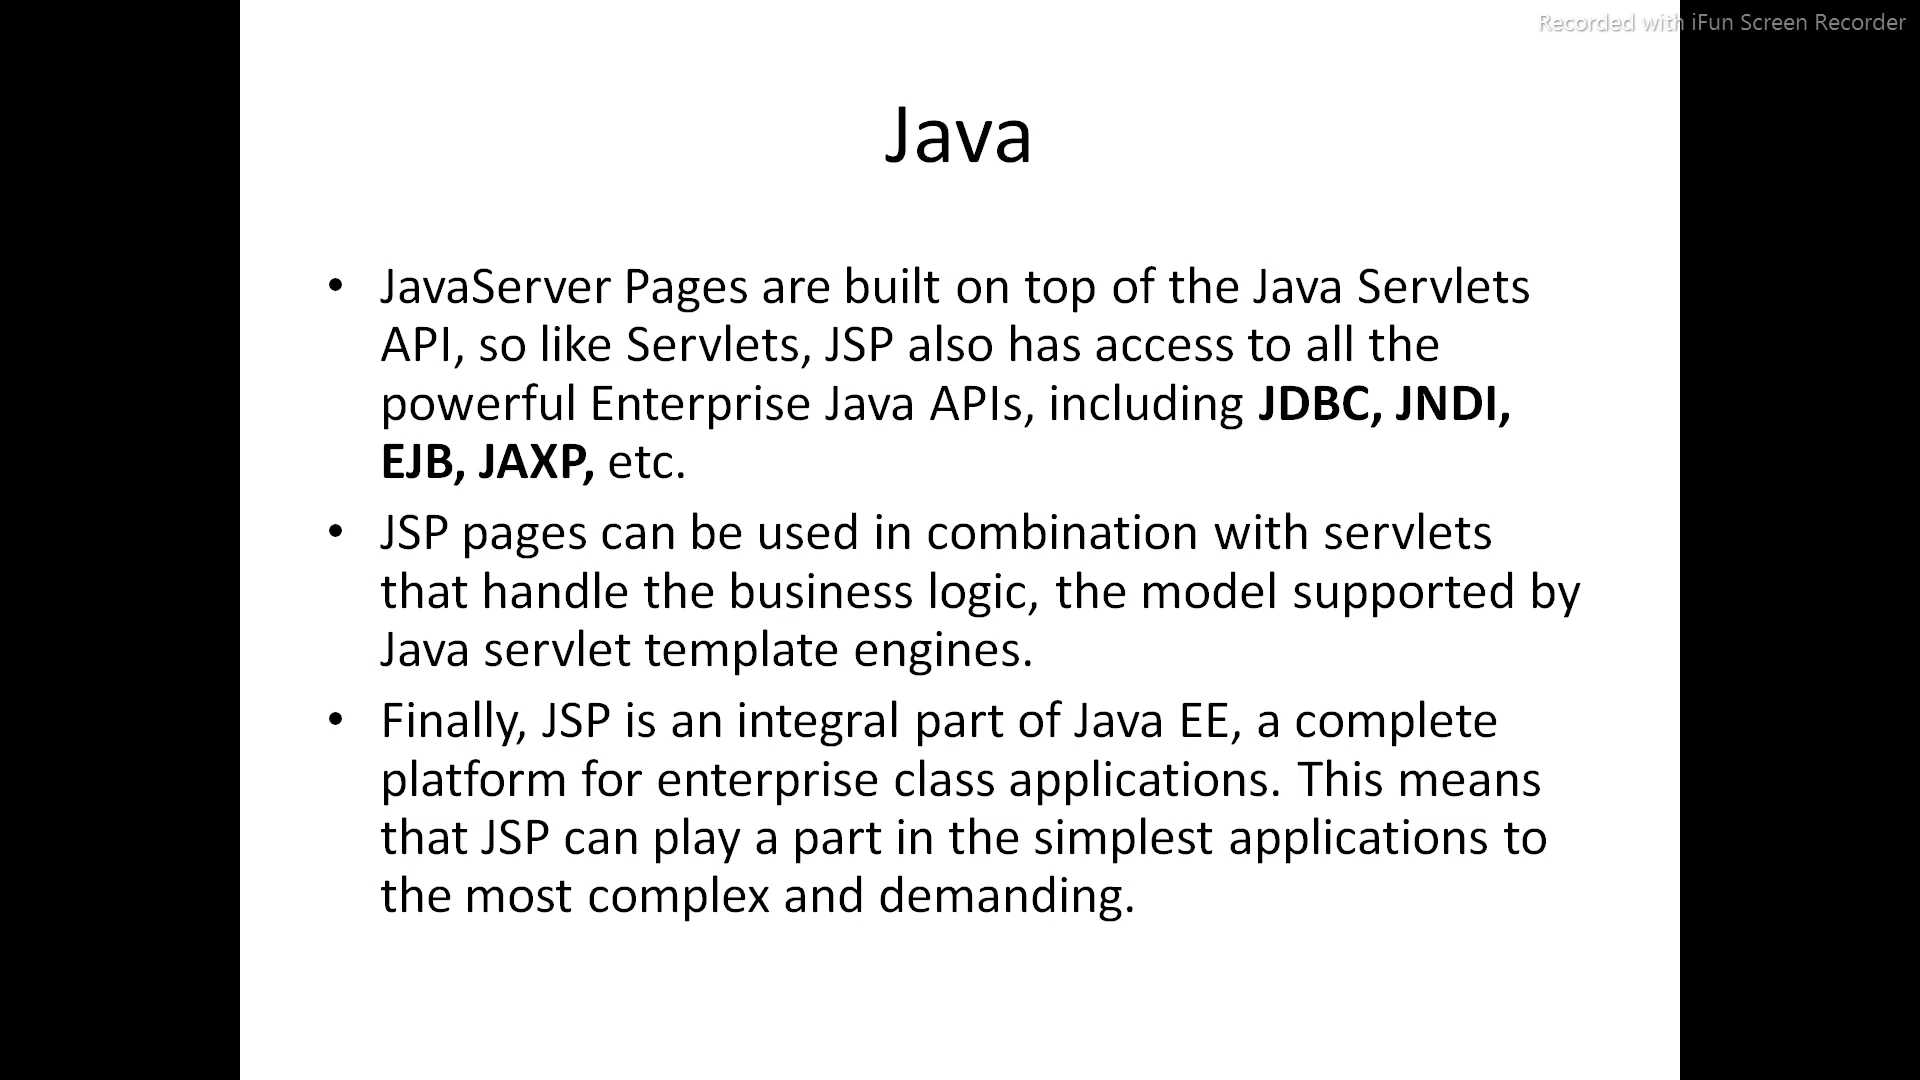 Recorded with iFun Screen Recorder
Java
• JavaServer Pages are built on top of the Java Servlets
API, so like Servlets, JSP also has access to all the
powerful Enterprise Java APIs, including JDBC, JNDI,
EJB, JAXP, etc.
• JSP pages can be used in combination with servlets
that handle the business logic, the model supported by
Java servlet template engines.
• Finally, JSP is an integral part of Java EE, a complete
platform for enterprise class applications. This means
that JSP can play a part in the simplest applications to
the most complex and demanding.